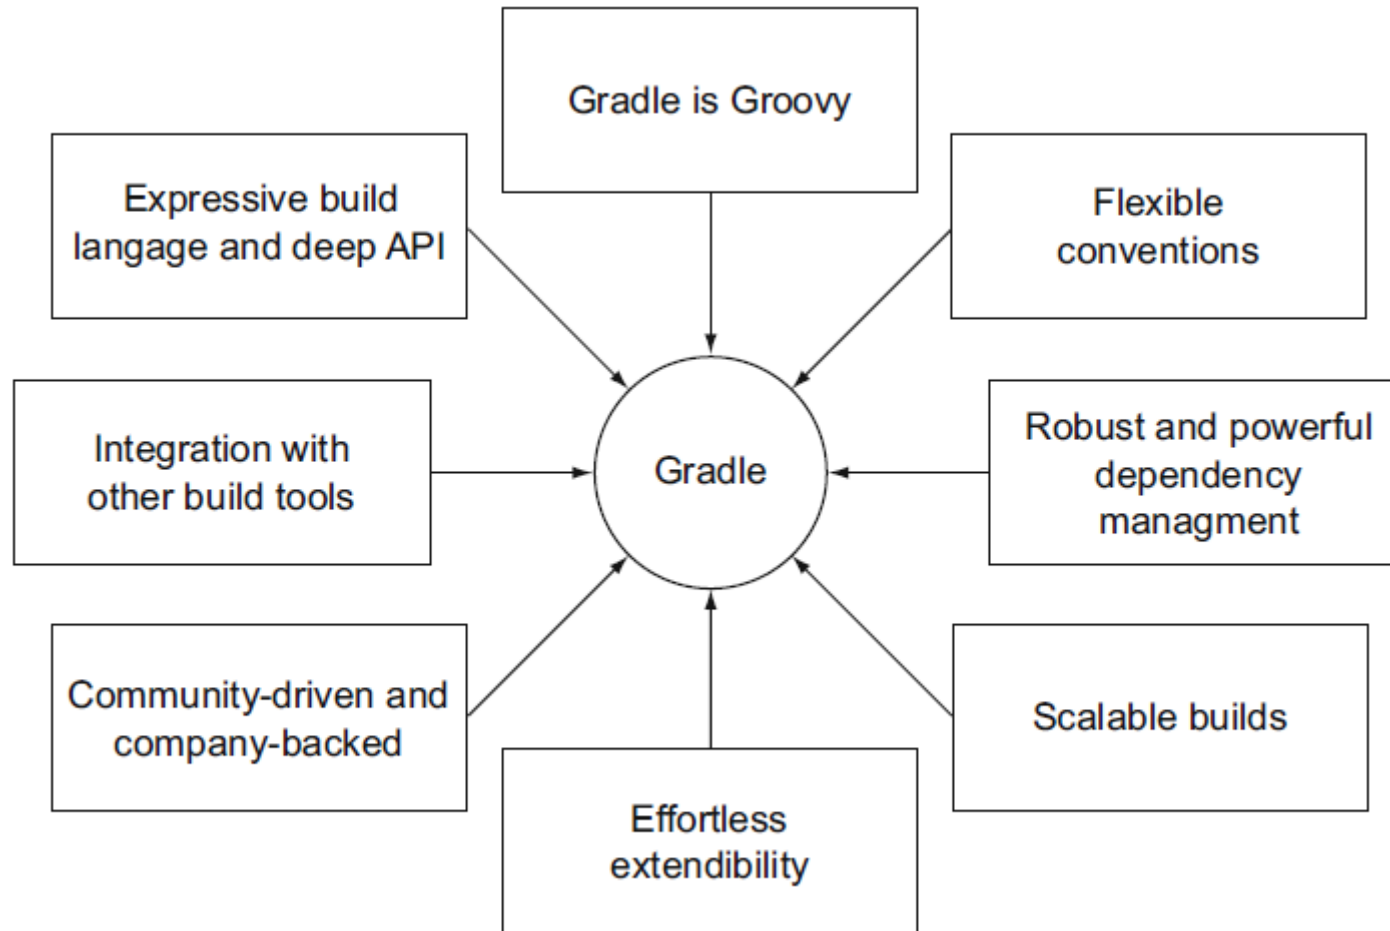 Gradle is Groovy
Expressive build
langage and deep API
Flexible
conventions
Integration with
other build tools
Gradle
Robust and powerful
dependency
managment
Community-driven and
company-backed
Scalable builds
Effortless
extendibility